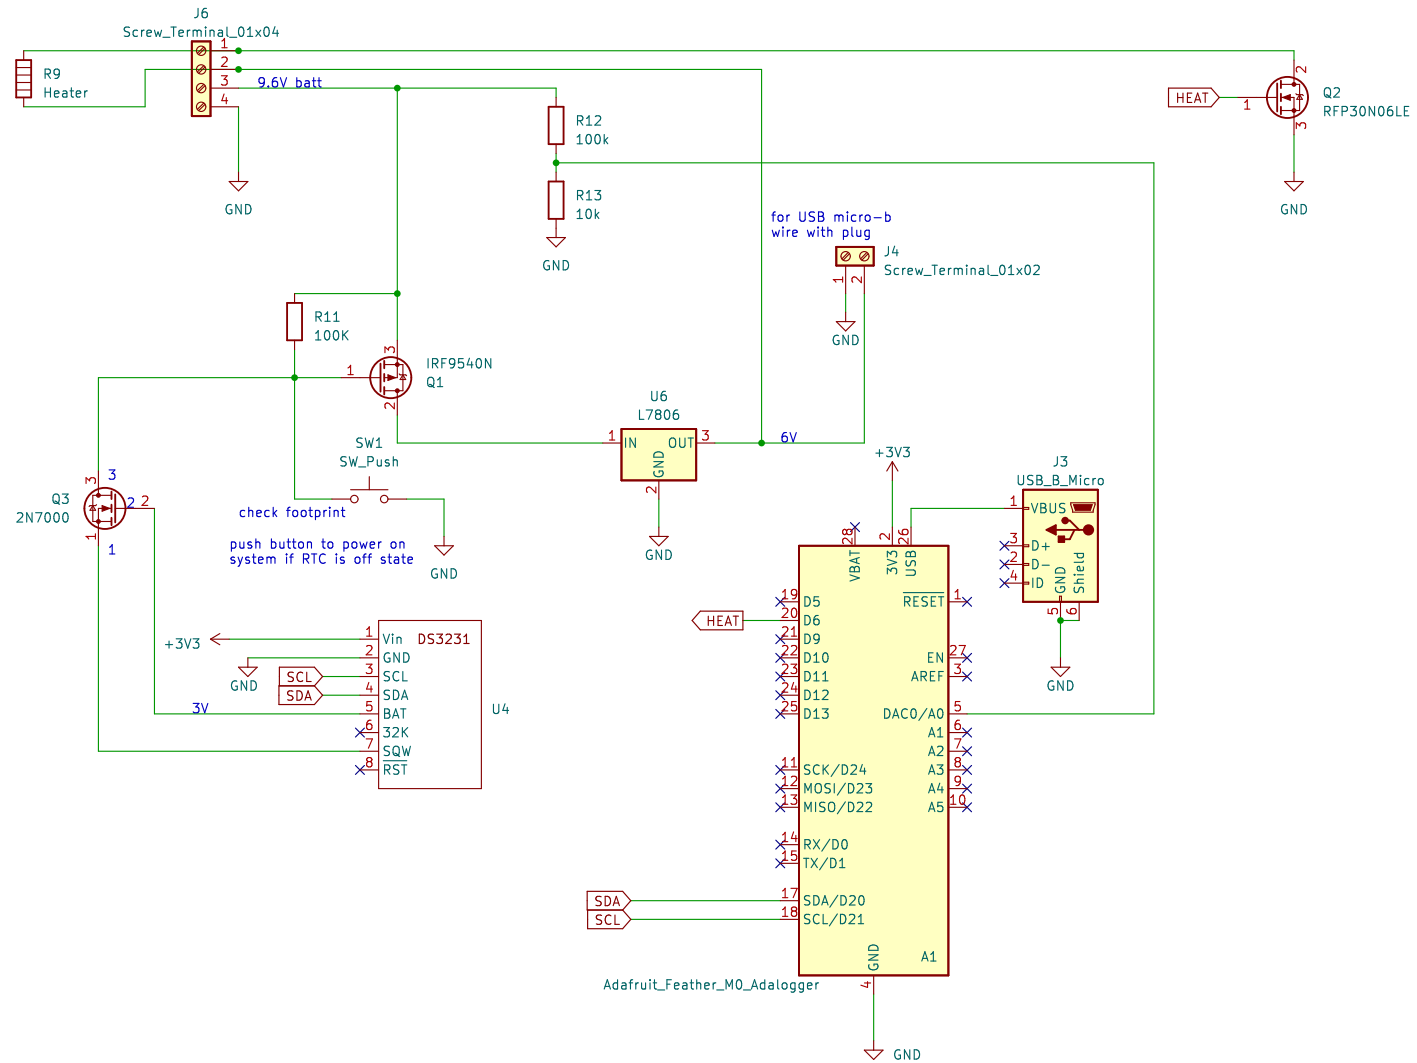 J6
Screw_Terminal_01x04
R9
Heater
1
2
3
4
9.6V batt
GND
R12
100k
R13
10k
GND
HEAT
1
2
3
Q2
RFP30N06LE
GND
for USB micro-b
wire with plug
J4
Screw_Terminal_01x02
1
2
GND
R11
100K
1
3
2
IRF9540N
Q1
U6
L7806
1
IN
OUT
3
GND
2
6V
GND
SW1
SW_Push
check footprint
push button to power on
system if RTC is off state
GND
Q3
2N7000
3
3
2
2
1
1
+3V3
GND
SCL
SDA
3V
1 Vin
DS3231
2 GND
3 SCL
4 SDA
5 BAT
6 32K
7 SQW
8 RST
U4
+3V3
J3
USB_B_Micro
1 VBUS
3 D+
2 D-
4 ID
GND
Shield
5
6
GND
28
VBAT
2
3V3
26
USB
19 D5
20 D6
21 D9
22 D10
23 D11
24 D12
25 D13
11 SCK/D24
12 MOSI/D23
13 MISO/D22
14 RX/D0
15 TX/D1
17 SDA/D20
18 SCL/D21
HEAT
SDA
SCL
RESET 1
EN 27
AREF 3
DAC0/A0 5
A1 6
A2 7
A3 8
A4 9
A5 10
GND
4
A1
Adafruit_Feather_M0_Adalogger
GND